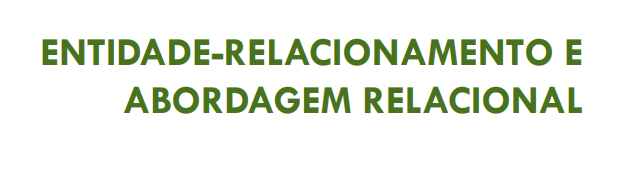 ENTIDADE-RELACIONAMENTO E
ABORDAGEM RELACIONAL